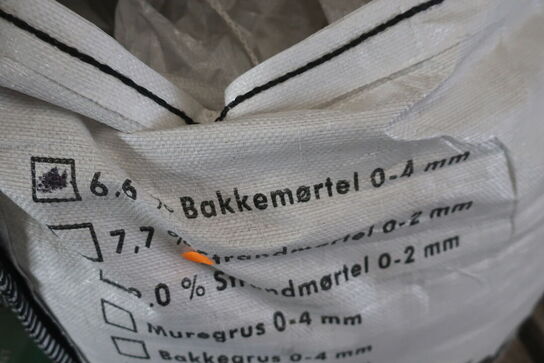 6.6 % Bakkemørtel 0-4 mm
7,7 % Strandmørtel 0-2 mm
.0 % Strandmørtel 0-2 mm
Muregrus 0-4 mm
Bakkegrus 0-4 mm